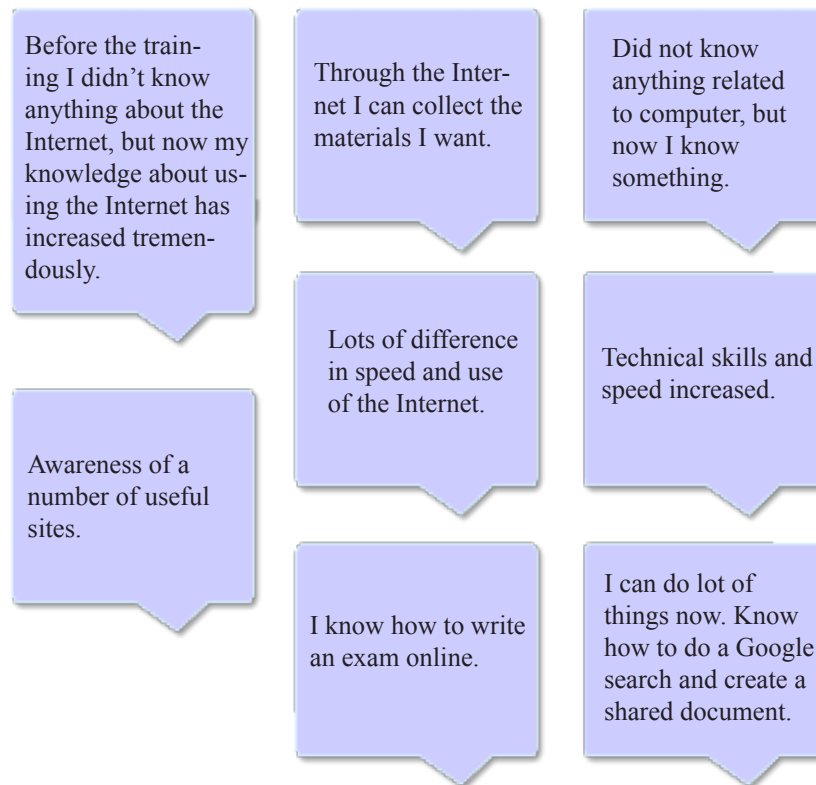 Before the train-
ing I didn't know
anything about the
Internet, but now my
knowledge about us-
ing the Internet has
increased tremen-
dously.
Awareness of a
number of useful
sites.
Through the Inter-
net I can collect the
materials I want.
Lots of difference
in speed and use
of the Internet.
I know how to write
an exam online.
Did not know
anything related
to computer, but
now I know
something.
Technical skills and
speed increased.
I can do lot of
things now. Know
how to do a Google
search and create a
shared document.